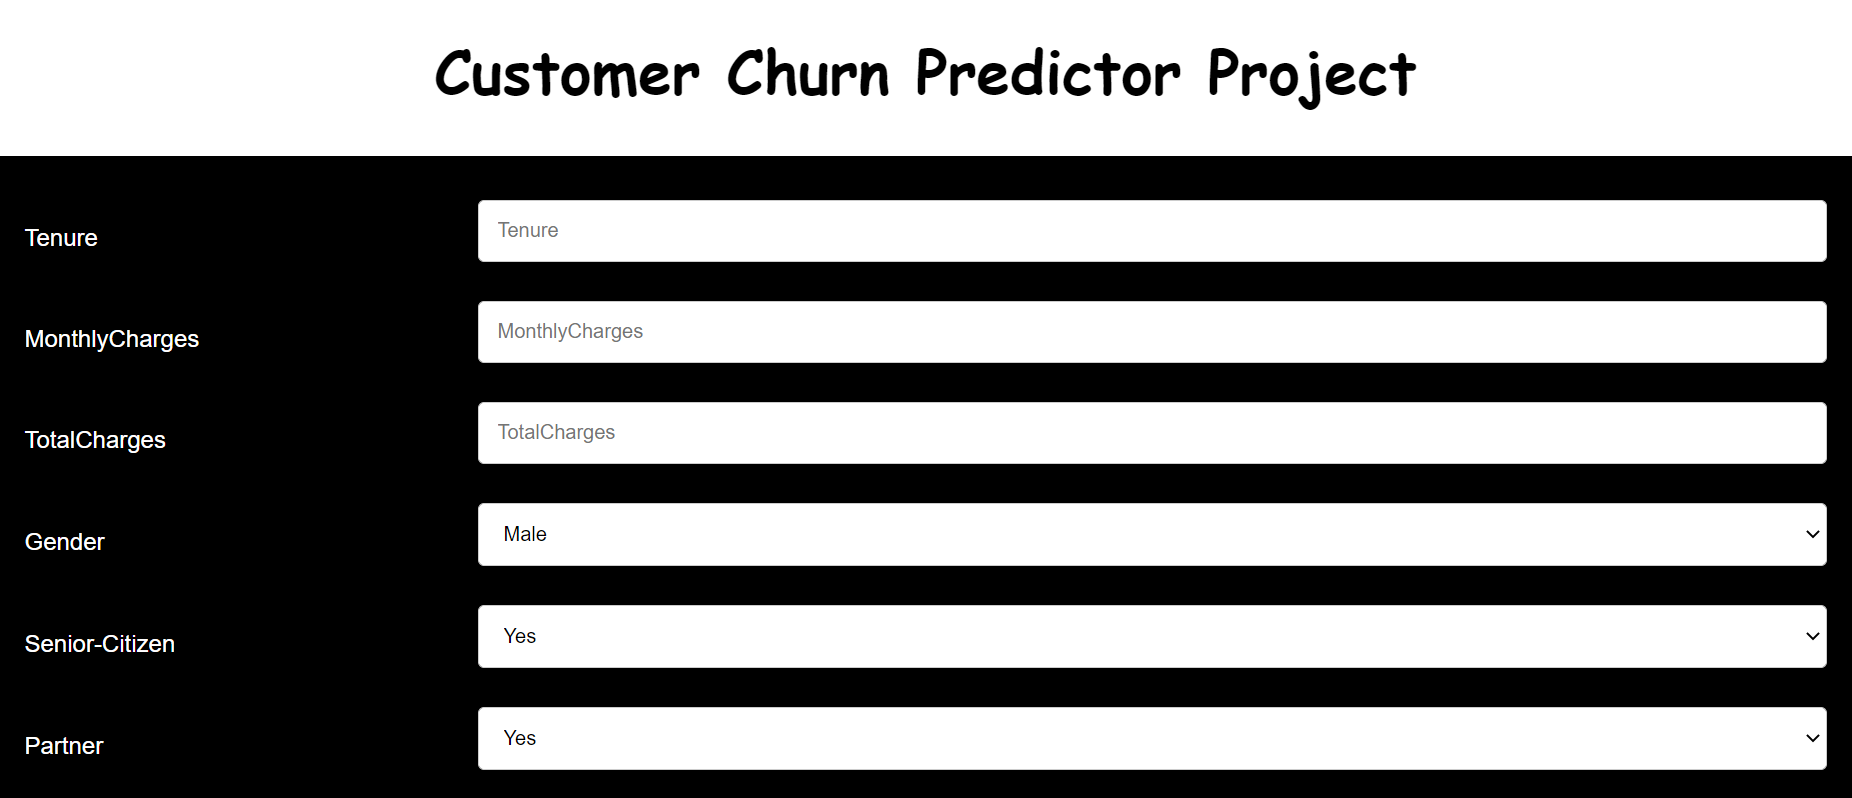 Customer Churn Predictor Project
Tenure
Tenure
MonthlyCharges
MonthlyCharges
TotalCharges
TotalCharges
Gender
Male
Senior-Citizen
Yes
Partner
Yes